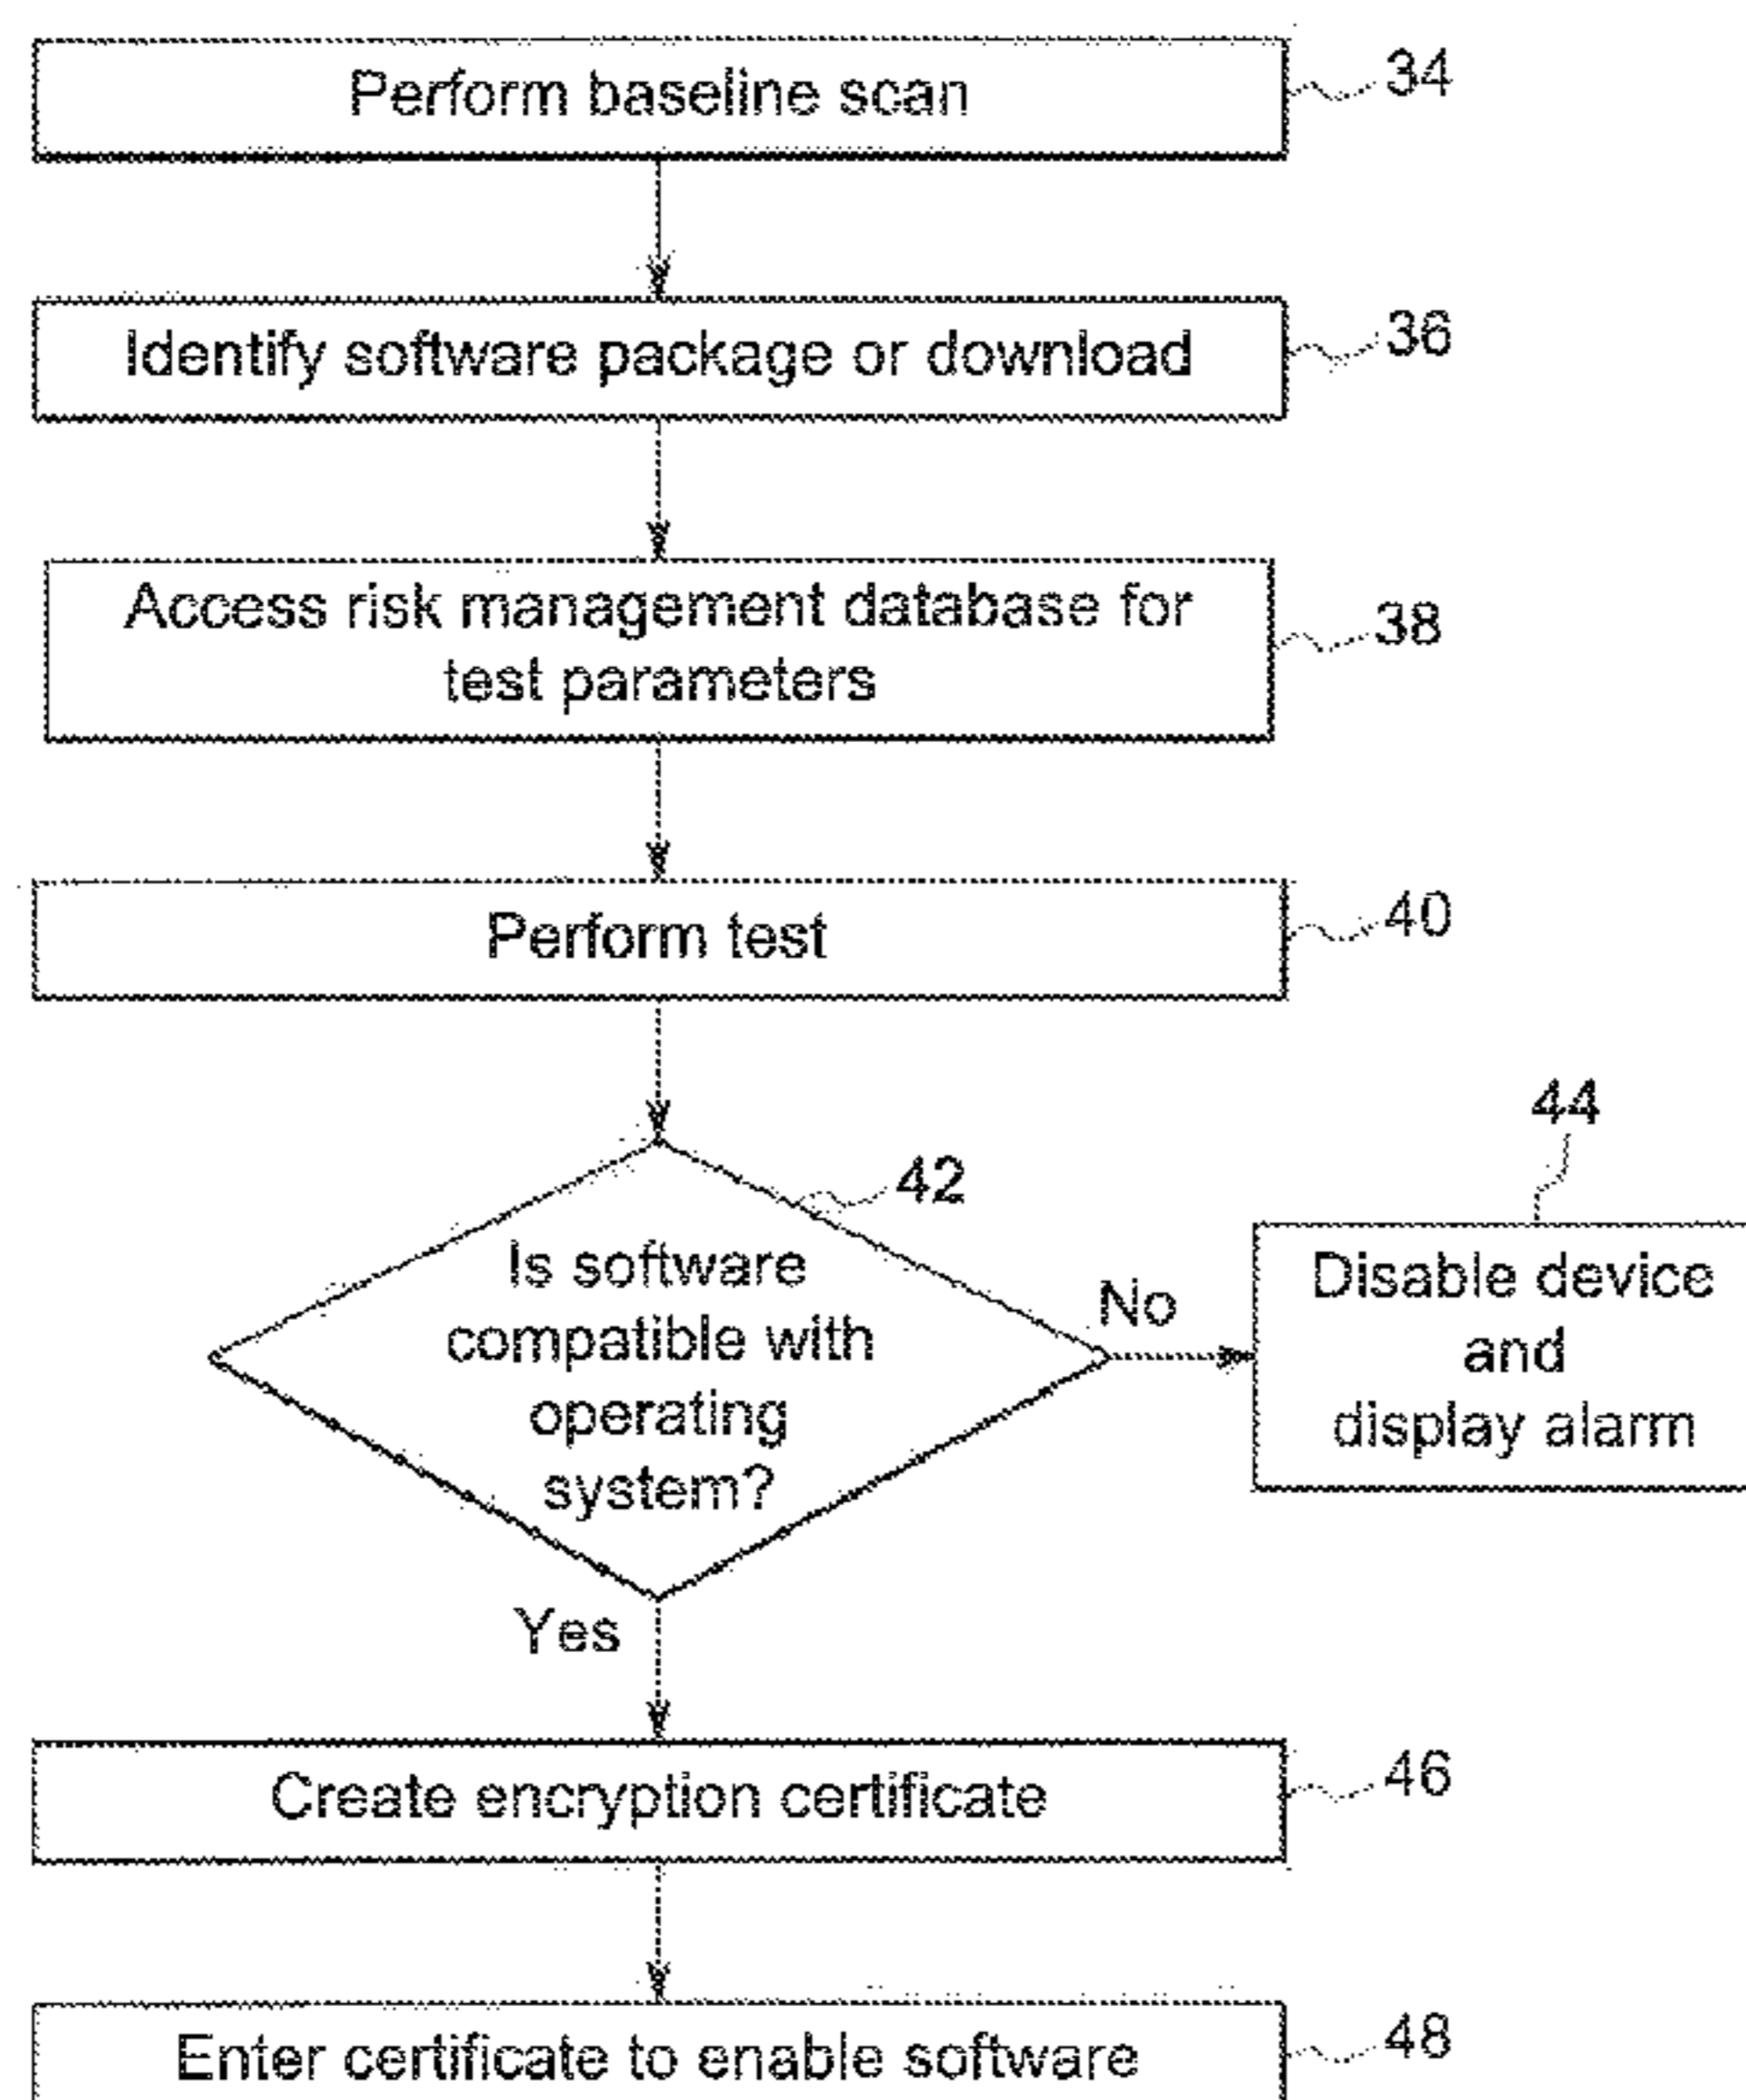 Perform baseline scan
34
Identify software package or download
36
Access risk management database for
test parameters
38
Perform test
40
42
Is software
compatible with
operating
system?
No
44
Disable device
and
display alarm
Yes
Create encryption certificate
46
Enter certificate to enable software
48